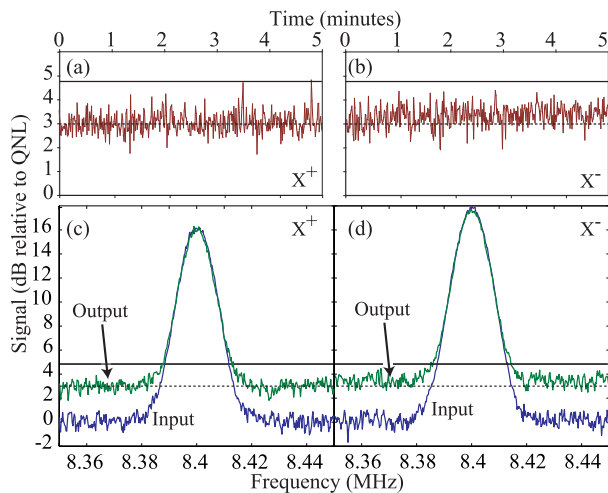 Time (minutes)
0 1 2 3 4 5 0 1 2 3 4 5
(a) (b)
5
4
3
2
1
0
X+ X-
Signal (dB relative to QNL)
(c) X+ (d) X-
16
14
12
10
8
6
4
2
0
-2
Output
Output
Input
Input
8.36 8.38 8.4 8.42 8.44 8.36 8.38 8.4 8.42 8.44
Frequency (MHz)